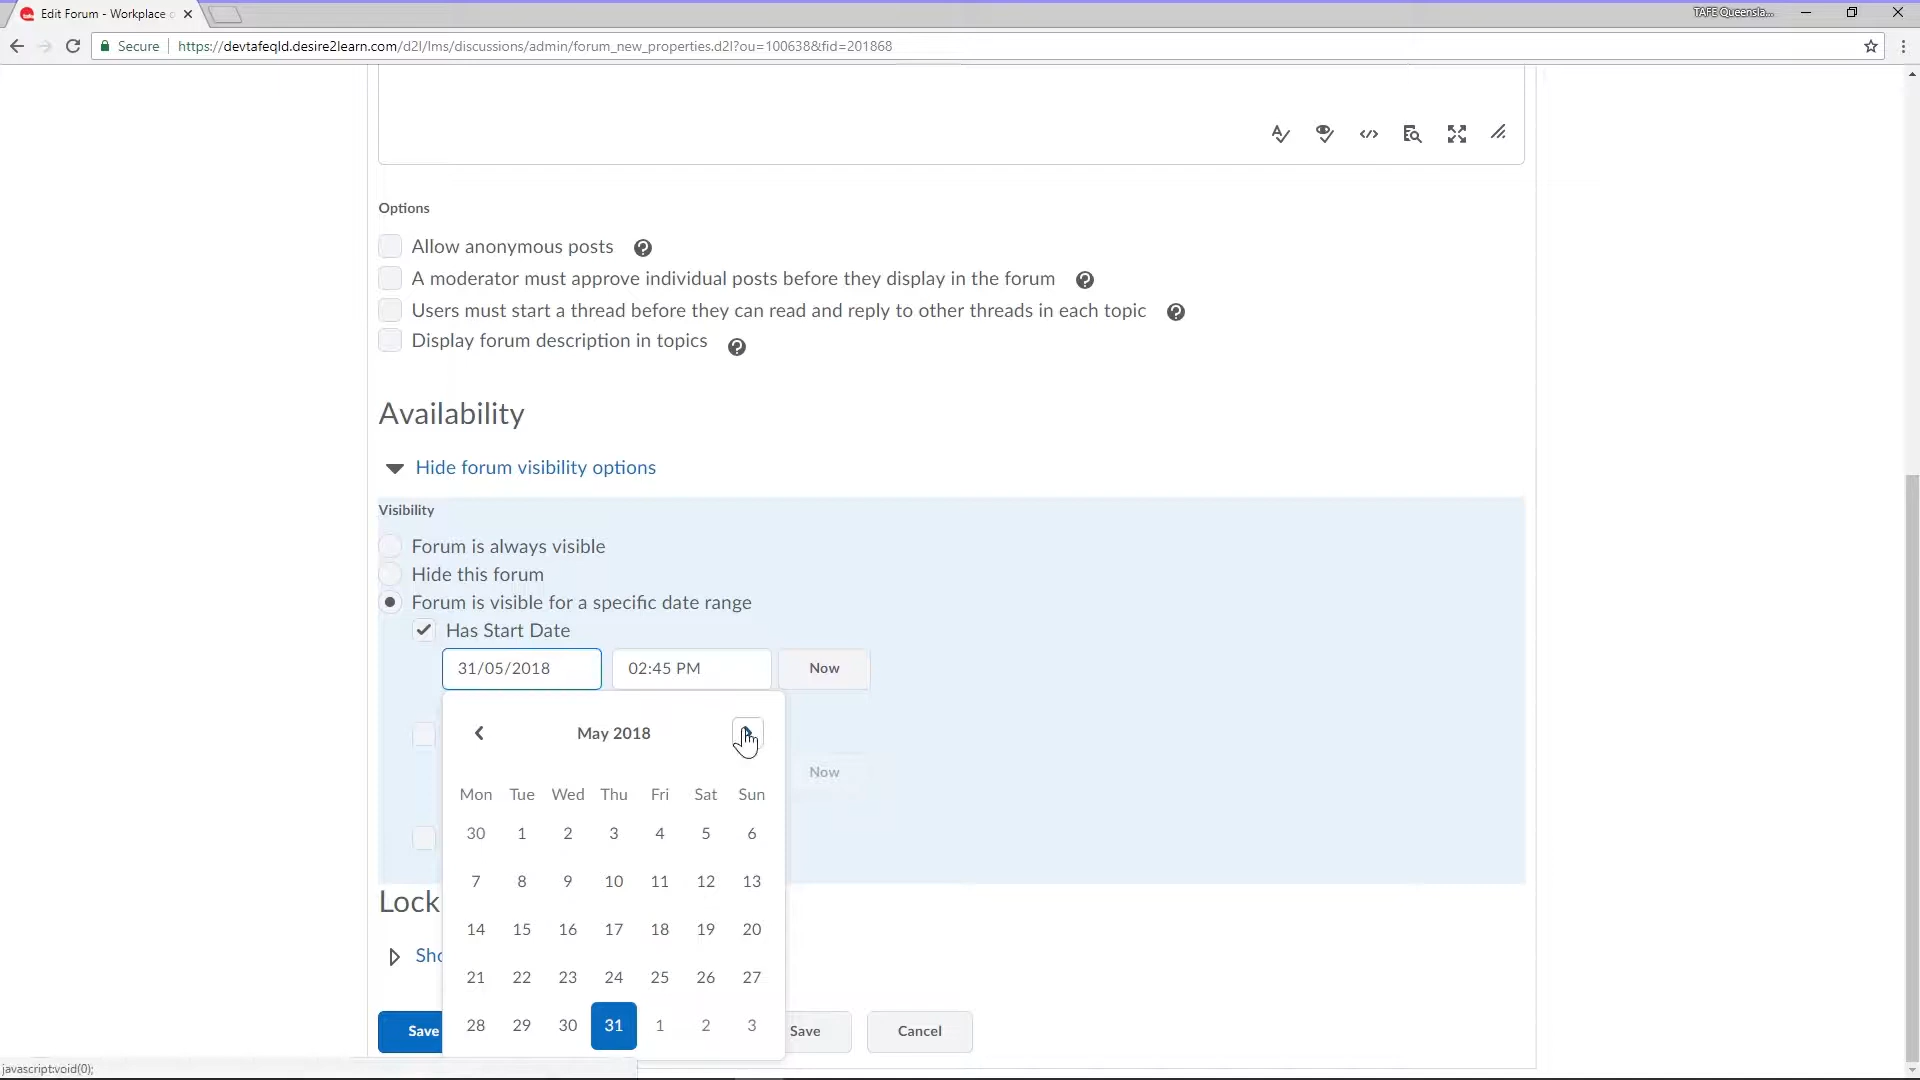 Edit Forum - Workplace
TAFE Queensla...
Secure
https://devtafeqld.desire2learn.com/d2l/lms/discussions/admin/forum_new_properties.d2l?ou=100638&fid=201868
Options
Allow anonymous posts
A moderator must approve individual posts before they display in the forum
Users must start a thread before they can read and reply to other threads in each topic
Display forum description in topics
Availability
Hide forum visibility options
Visibility
Forum is always visible
Hide this forum
Forum is visible for a specific date range
Has Start Date
31/05/2018 02:45 PM Now
May 2018
Now
Mon Tue Wed Thu Fri Sat Sun
30 1 2 3 4 5 6
7 8 9 10 11 12 13
Lock
14 15 16 17 18 19 20
Sho
21 22 23 24 25 26 27
28 29 30 31 1 2 3
Save Save Cancel
javascript:void(0);